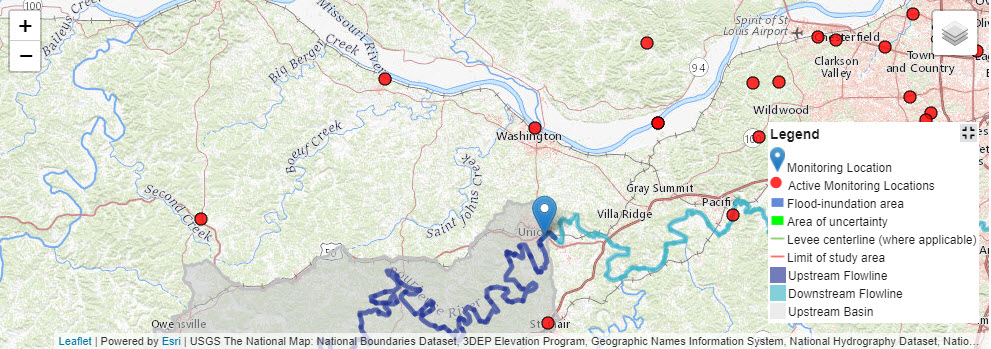 +
−
Baileus Creek
Missouri River
Big Berger Creek
Spirit of St
Louis Airport
Chesterfield
Clarkson
Valley
Town
and Country
94
Wildwood
Boeuf Creek
Washington
Saint Johns Creek
Second Creek
Gray Summit
Villa Ridge
Pacific
Union
50
Bourbeuse River
Owensville
St Clair
Legend
Monitoring Location
Active Monitoring Locations
Flood-inundation area
Area of uncertainty
Levee centerline (where applicable)
Limit of study area
Upstream Flowline
Downstream Flowline
Upstream Basin
Leaflet | Powered by Esri | USGS The National Map: National Boundaries Dataset, 3DEP Elevation Program, Geographic Names Information System, National Hydrography Dataset, Natio...